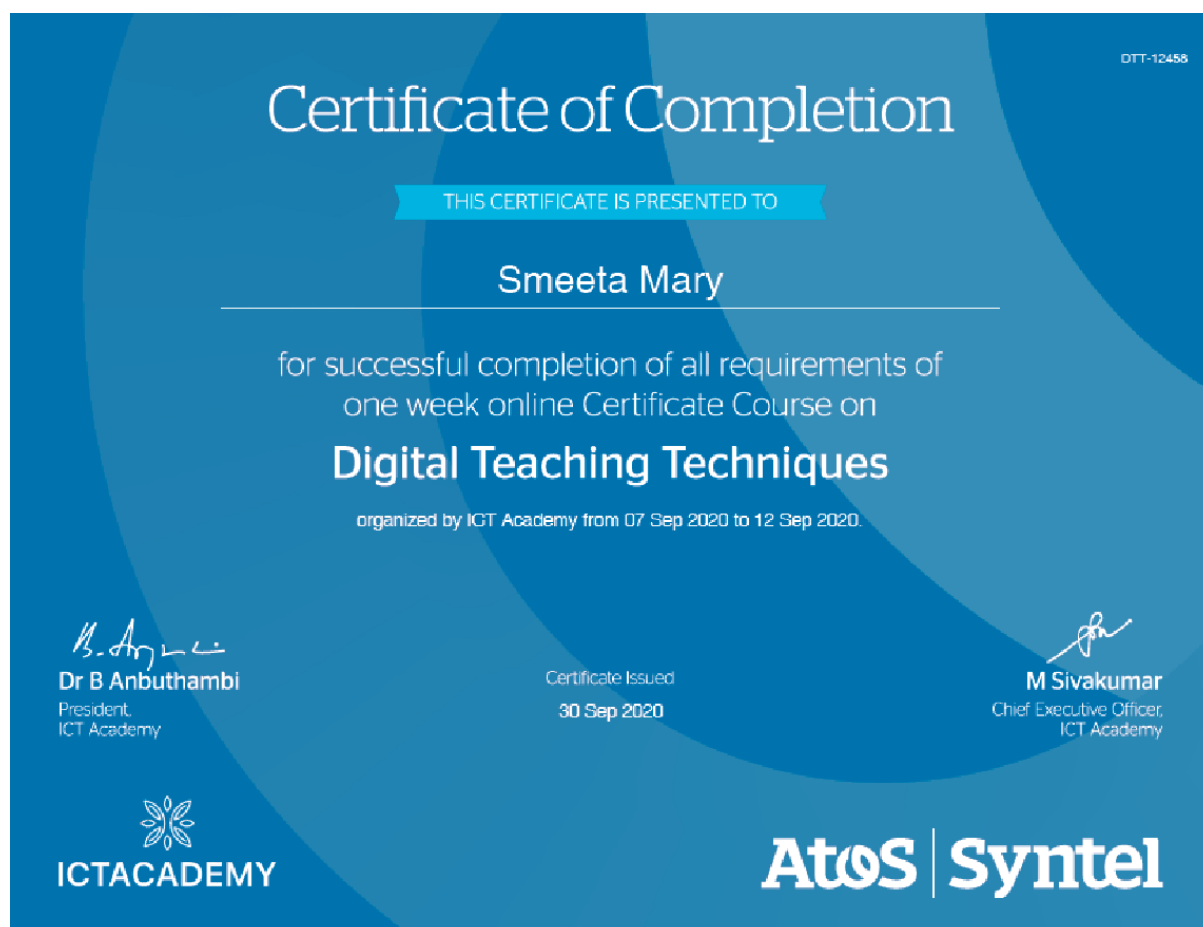 DTT-12458
Certificate of Completion
THIS CERTIFICATE IS PRESENTED TO
Smeeta Mary
for successful completion of all requirements of
one week online Certificate Course on
Digital Teaching Techniques
organized by ICT Academy from 07 Sep 2020 to 12 Sep 2020.
Dr B Anbuthambi
President,
ICT Academy
Certificate Issued
30 Sep 2020
M Sivakumar
Chief Executive Officer,
ICT Academy
ICTACADEMY
Atos Syntel